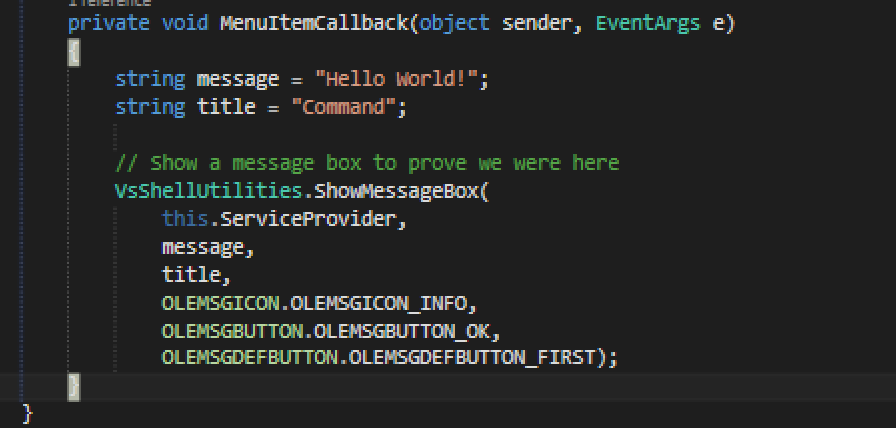 1 reference
private void MenuItemCallback(object sender, EventArgs e)
{
string message = "Hello World!";
string title = "Command";
// Show a message box to prove we were here
VsShellUtilities.ShowMessageBox(
this.ServiceProvider,
message,
title,
OLEMSGICON.OLEMSGICON_INFO,
OLEMSGBUTTON.OLEMSGBUTTON_OK,
OLEMSGDEFBUTTON.OLEMSGDEFBUTTON_FIRST);
}
}